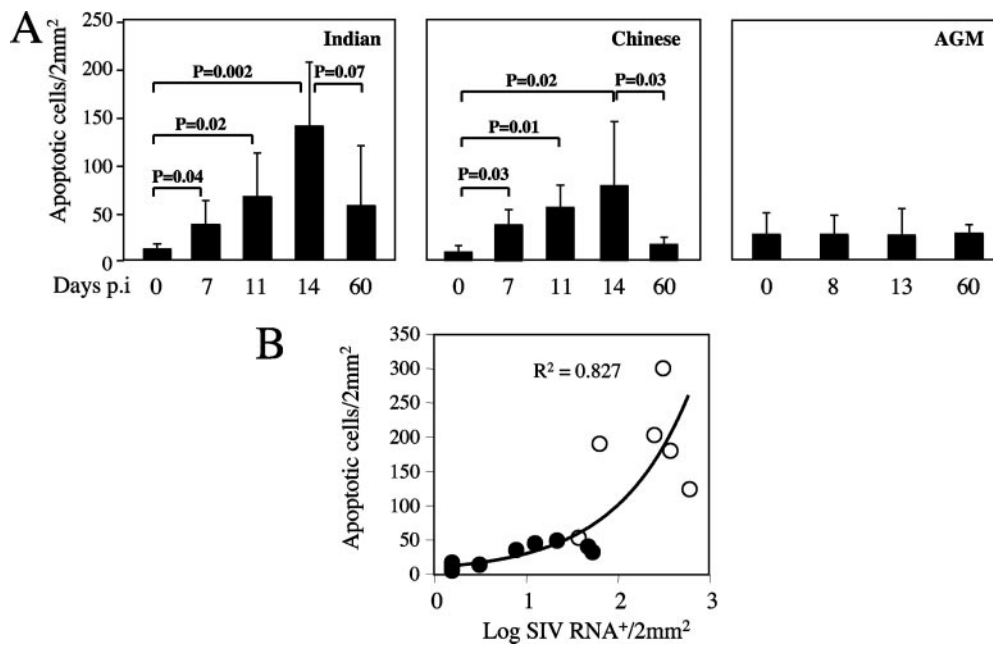 A
Apoptotic cells/2mm²
250
200
150
100
50
0
Indian
P=0.002
P=0.07
P=0.02
P=0.04
Days p.i 0 7 11 14 60
Chinese
P=0.02
P=0.03
P=0.01
P=0.03
0 7 11 14 60
AGM
0 8 13 60
B
Apoptotic cells/2mm²
350
300
250
200
150
100
50
0
R² = 0.827
0 1 2 3
Log SIV RNA⁺/2mm²